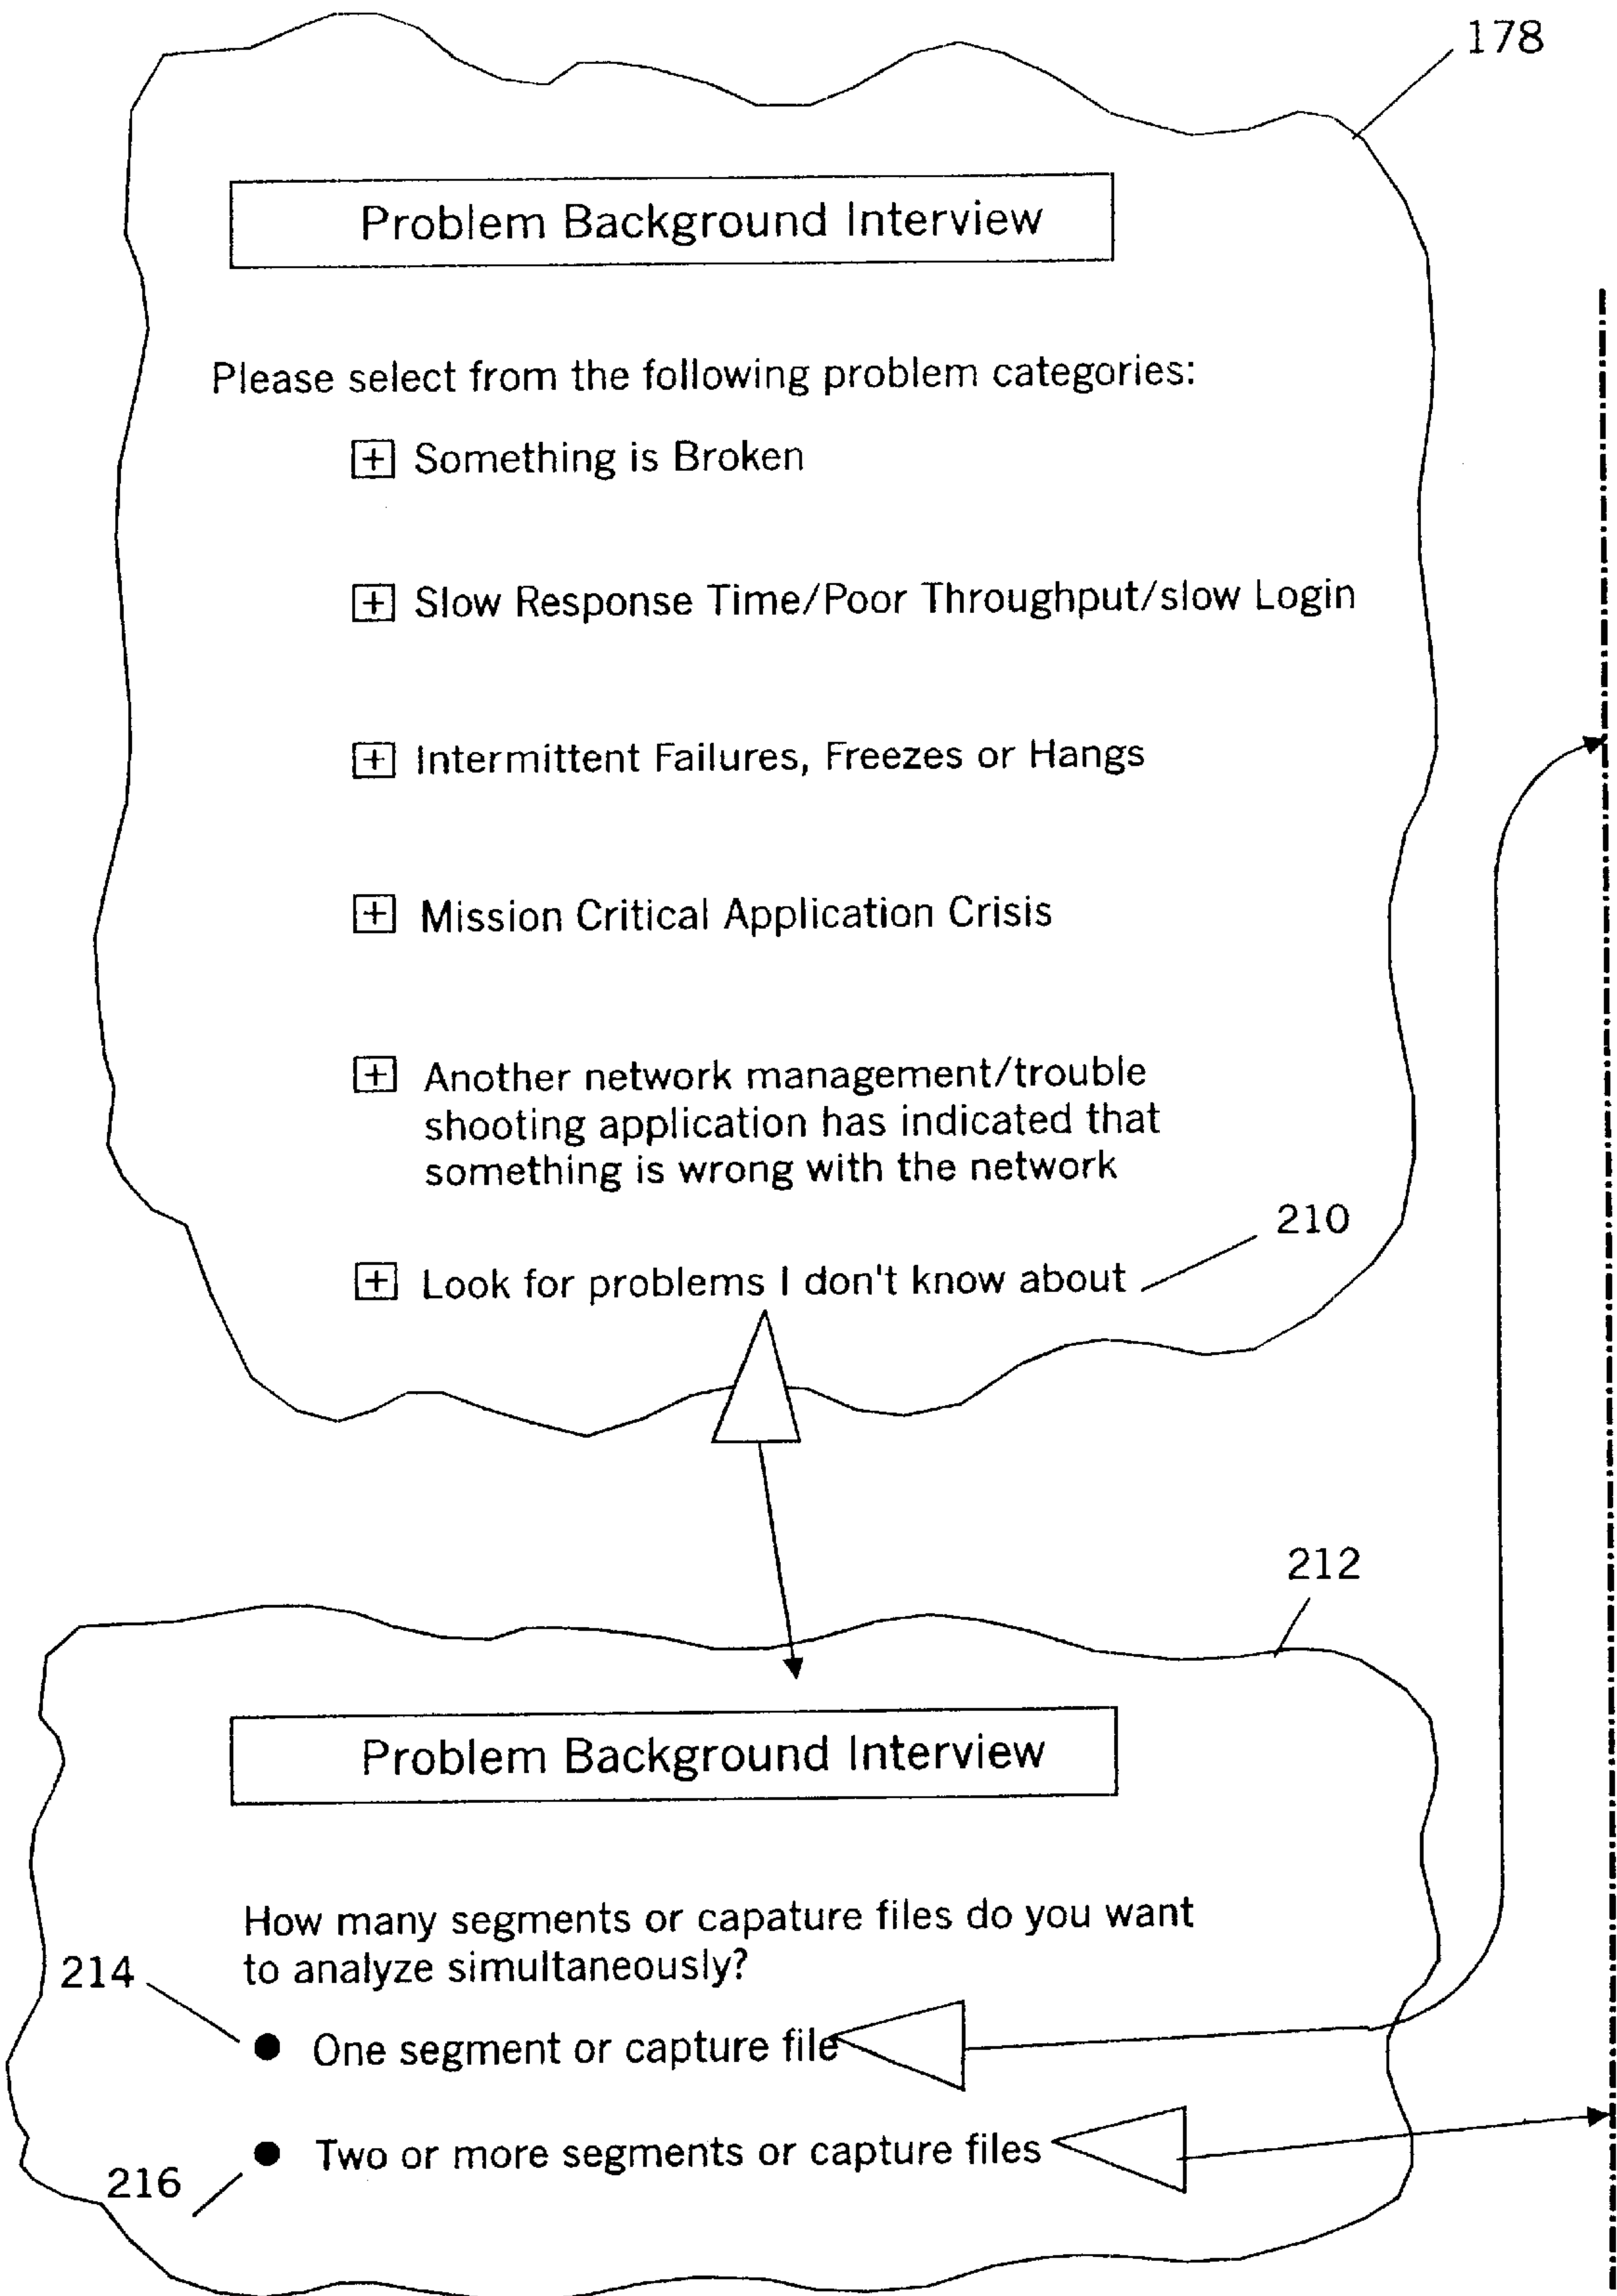 178
Problem Background Interview
Please select from the following problem categories:
+ Something is Broken
+ Slow Response Time/Poor Throughput/slow Login
+ Intermittent Failures, Freezes or Hangs
+ Mission Critical Application Crisis
+ Another network management/trouble
shooting application has indicated that
something is wrong with the network
210
+ Look for problems I don't know about
212
Problem Background Interview
How many segments or capature files do you want
to analyze simultaneously?
214
● One segment or capture file
● Two or more segments or capture files
216